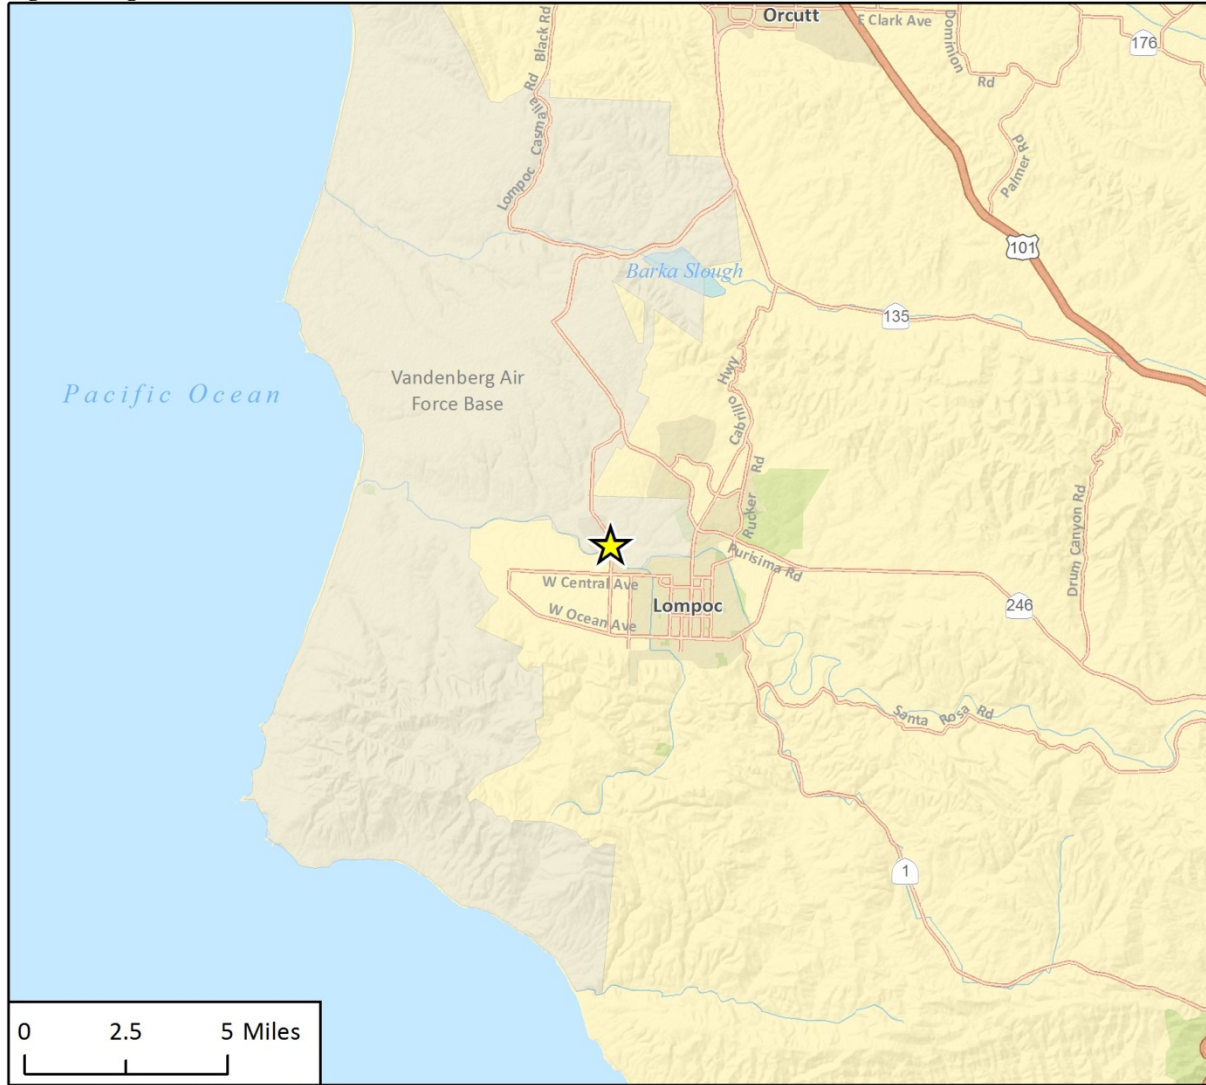 Orcutt
E Clark Ave
Black Rd
Dominion Rd
176
Lompoc Casmalia Rd
Palmer Rd
101
Barka Slough
135
Vandenberg Air
Force Base
Pacific Ocean
Cabrillo Hwy
Rucker Rd
Drum Canyon Rd
Purisima Rd
W Central Ave
Lompoc
246
W Ocean Ave
Santa Rosa Rd
1
0 2.5 5 Miles